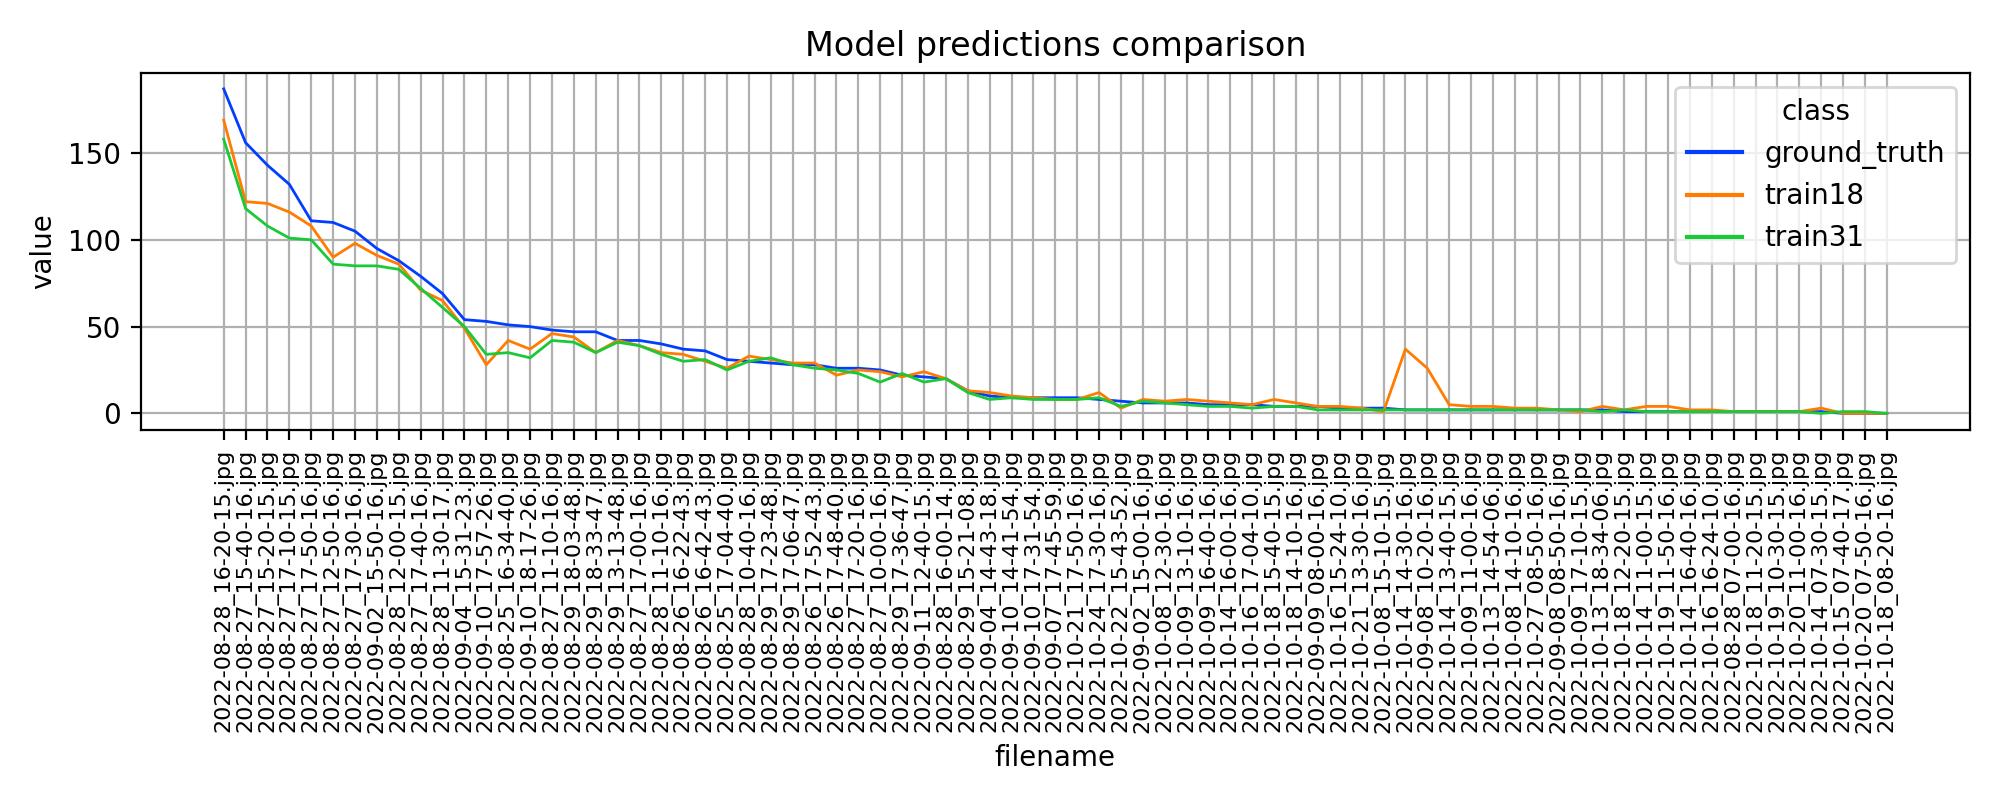 Model predictions comparison
value
150
100
50
0
class
ground_truth
train18
train31
2022-08-28_16-20-15.jpg
2022-08-27_15-40-16.jpg
2022-08-27_15-20-15.jpg
2022-08-27_17-10-15.jpg
2022-08-27_17-50-16.jpg
2022-08-27_12-50-16.jpg
2022-08-27_17-30-16.jpg
2022-09-02_15-50-16.jpg
2022-08-28_12-00-15.jpg
2022-08-27_17-40-16.jpg
2022-08-28_11-30-17.jpg
2022-09-04_15-31-23.jpg
2022-09-10_17-57-26.jpg
2022-08-25_16-34-40.jpg
2022-09-10_18-17-26.jpg
2022-08-27_11-10-16.jpg
2022-08-29_18-03-48.jpg
2022-08-29_18-33-47.jpg
2022-08-29_13-13-48.jpg
2022-08-27_17-00-16.jpg
2022-08-28_11-10-16.jpg
2022-08-26_16-22-43.jpg
2022-08-26_16-42-43.jpg
2022-08-25_17-04-40.jpg
2022-08-28_10-40-16.jpg
2022-08-29_17-23-48.jpg
2022-08-29_17-06-47.jpg
2022-08-26_17-52-43.jpg
2022-08-26_17-48-40.jpg
2022-08-27_17-20-16.jpg
2022-08-27_10-00-16.jpg
2022-08-29_17-36-47.jpg
2022-09-11_12-40-15.jpg
2022-08-28_16-00-14.jpg
2022-08-29_15-21-08.jpg
2022-09-04_14-43-18.jpg
2022-09-10_14-41-54.jpg
2022-09-10_17-31-54.jpg
2022-09-07_17-45-59.jpg
2022-10-21_17-50-16.jpg
2022-10-24_17-30-16.jpg
2022-10-22_15-43-52.jpg
2022-09-02_15-00-16.jpg
2022-10-08_12-30-16.jpg
2022-10-09_13-10-16.jpg
2022-10-09_16-40-16.jpg
2022-10-14_16-00-16.jpg
2022-10-16_17-04-10.jpg
2022-10-18_15-40-15.jpg
2022-10-18_14-10-16.jpg
2022-09-09_08-00-16.jpg
2022-10-16_15-24-10.jpg
2022-10-21_13-30-16.jpg
2022-10-08_15-10-15.jpg
2022-10-14_14-30-16.jpg
2022-09-08_10-20-16.jpg
2022-10-14_13-40-15.jpg
2022-10-09_11-00-16.jpg
2022-10-13_14-54-06.jpg
2022-10-08_14-10-16.jpg
2022-10-27_08-50-16.jpg
2022-09-08_08-50-16.jpg
2022-10-09_17-10-15.jpg
2022-10-13_18-34-06.jpg
2022-10-18_12-20-15.jpg
2022-10-14_11-00-15.jpg
2022-10-19_11-50-16.jpg
2022-10-14_16-40-16.jpg
2022-10-16_16-24-10.jpg
2022-08-28_07-00-16.jpg
2022-10-18_11-20-15.jpg
2022-10-19_10-30-15.jpg
2022-10-20_11-00-16.jpg
2022-10-14_07-30-15.jpg
2022-10-15_07-40-17.jpg
2022-10-20_07-50-16.jpg
2022-10-18_08-20-16.jpg
filename